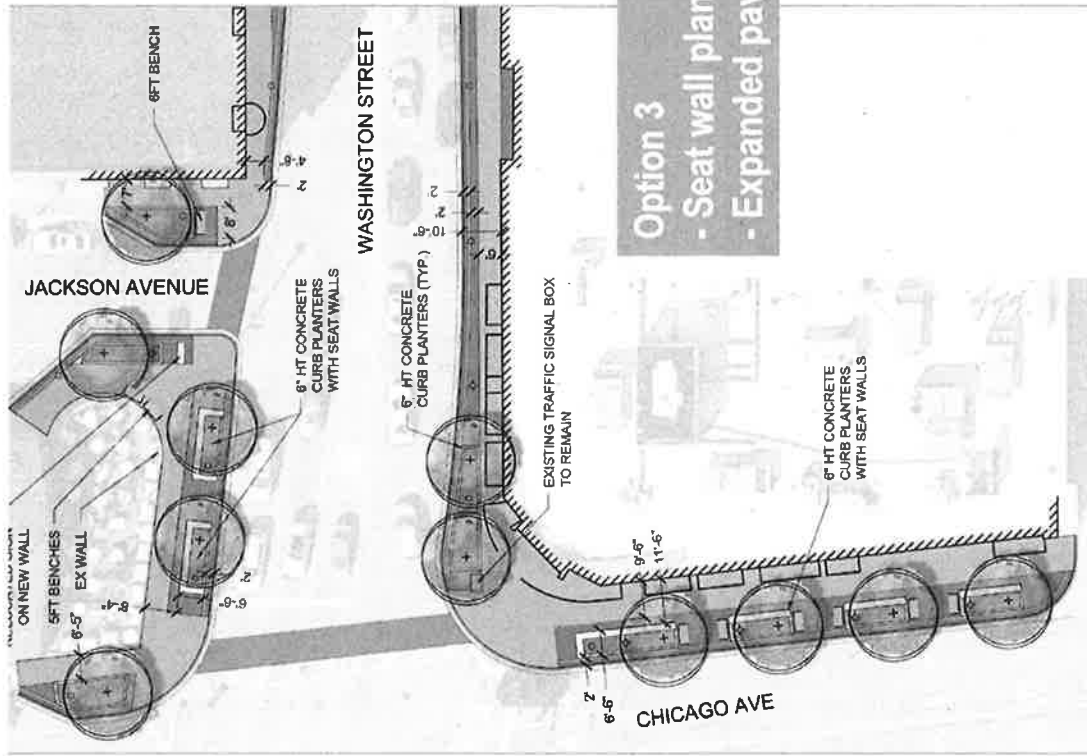 6FT BENCH
WASHINGTON STREET
JACKSON AVENUE
17'
8'
2'
4'-8"
6" HT CONCRETE
CURB PLANTERS
WITH SEAT WALLS
6" HT CONCRETE
CURB PLANTERS (TYP.)
2'
2'
10'-6"
6'
Option 3
- Seat wall plan
- Expanded pav
EXISTING TRAFFIC SIGNAL BOX
TO REMAIN
ON NEW WALL
5FT BENCHES
EX WALL
6'-5"
8'-4"
6'-6"
2'
9'-6"
11'-6"
6" HT CONCRETE
CURB PLANTERS
WITH SEAT WALLS
2'
6'-6"
CHICAGO AVE